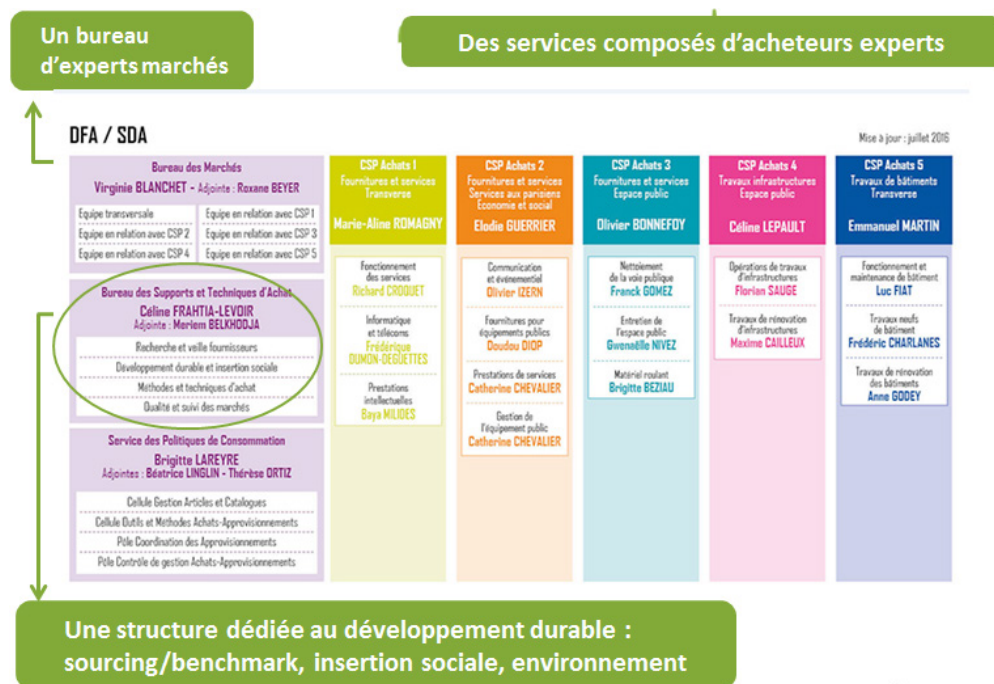 Un bureau
d'experts marchés
Des services composés d'acheteurs experts
DFA / SDA
Mise à jour : juillet 2016
Bureau des Marchés
Virginie BLANCHET - Adjointe : Roxane BEYER
Equipe transversale
Equipe en relation avec CSP 1
Equipe en relation avec CSP 2
Equipe en relation avec CSP 3
Equipe en relation avec CSP 4
Equipe en relation avec CSP 5
Bureau des Supports et Techniques d'Achat
Céline FRAHTIA-LEVOIR
Adjointe : Meriem BELKHODJA
Recherche et veille fournisseurs
Développement durable et insertion sociale
Méthodes et techniques d'achat
Qualité et suivi des marchés
Service des Politiques de Consommation
Brigitte LAREYRE
Adjointes : Béatrice LINGLIN - Thérèse ORTIZ
Cellule Gestion Articles et Catalogues
Cellule Outils et Méthodes Achats-Approvisionnements
Pôle Coordination des Approvisionnements
Pôle Contrôle de gestion Achats-Approvisionnements
CSP Achats 1
Fournitures et services
Transverse
Marie-Aline ROMAGNY
Fonctionnement
des services
Richard CROQUET
Informatique
et télécoms
Frédérique
DUMON-DEGUETTES
Prestations
intellectuelles
Baya MILIDES
CSP Achats 2
Fournitures et services
Services aux parisiens
Economie et social
Elodie GUERRIER
Communication
et événementiel
Olivier IZERN
Fournitures pour
équipements publics
Doudou DIOP
Prestations de services
Catherine CHEVALIER
Gestion de
l'équipement public
Catherine CHEVALIER
CSP Achats 3
Fournitures et services
Espace public
Olivier BONNEFOY
Nettoiement
de la voie publique
Franck GOMEZ
Entretien de
l'espace public
Gwenaëlle NIVEZ
Matériel roulant
Brigitte BEZIAU
CSP Achats 4
Travaux infrastructures
Espace public
Céline LEPAULT
Opérations de travaux
d'infrastructures
Florian SAUGE
Travaux de rénovation
d'infrastructures
Maxime CAILLEUX
CSP Achats 5
Travaux de bâtiments
Transverse
Emmanuel MARTIN
Fonctionnement et
maintenance de bâtiment
Luc FIAT
Travaux neufs
de bâtiment
Frédéric CHARLANES
Travaux de rénovation
des bâtiments
Anne GODEY
Une structure dédiée au développement durable :
sourcing/benchmark, insertion sociale, environnement